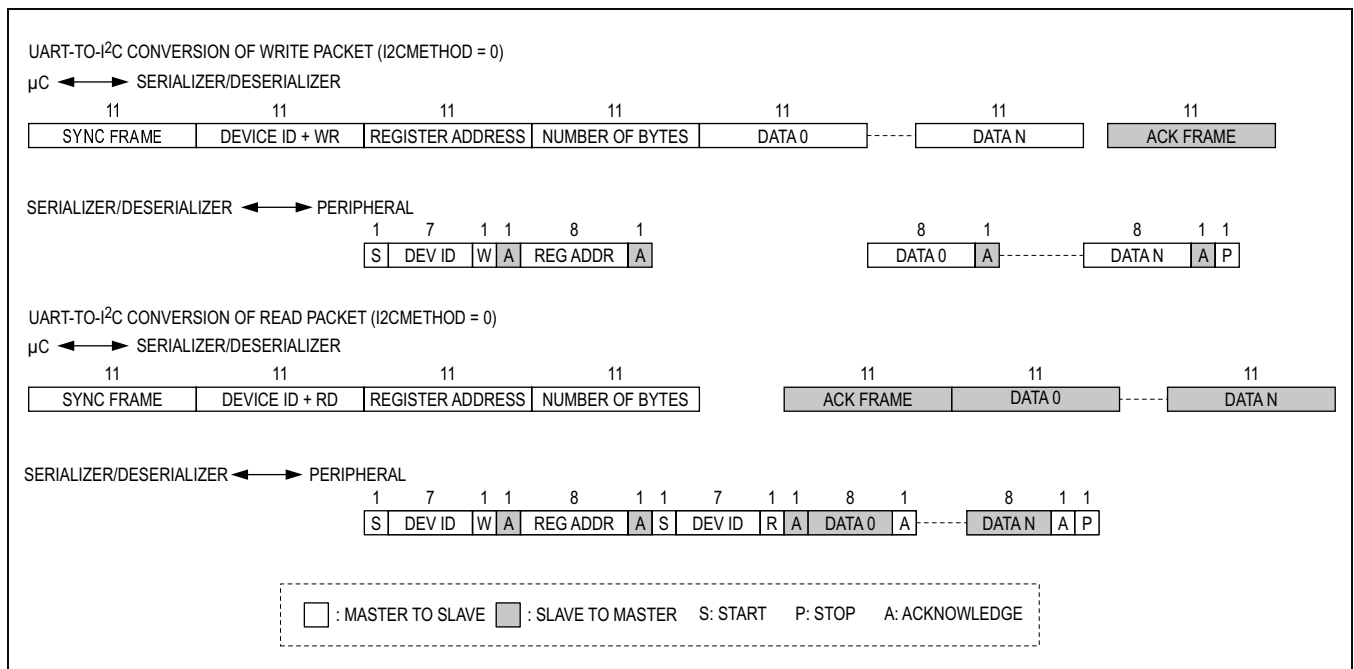 UART-TO-I2C CONVERSION OF WRITE PACKET (I2CMETHOD = 0)
µC SERIALIZER/DESERIALIZER
11 11 11 11 11 11 11
SYNC FRAME DEVICE ID + WR REGISTER ADDRESS NUMBER OF BYTES DATA 0 DATA N ACK FRAME
SERIALIZER/DESERIALIZER PERIPHERAL
1 7 1 1 8 1 8 1 8 1 1
S DEV ID W A REG ADDR A DATA 0 A DATA N A P
UART-TO-I2C CONVERSION OF READ PACKET (I2CMETHOD = 0)
µC SERIALIZER/DESERIALIZER
11 11 11 11 11 11 11
SYNC FRAME DEVICE ID + RD REGISTER ADDRESS NUMBER OF BYTES ACK FRAME DATA 0 DATA N
SERIALIZER/DESERIALIZER PERIPHERAL
1 7 1 1 8 1 1 7 1 1 8 1 8 1 1
S DEV ID W A REG ADDR A S DEV ID R A DATA 0 A DATA N A P
: MASTER TO SLAVE : SLAVE TO MASTER S: START P: STOP A: ACKNOWLEDGE